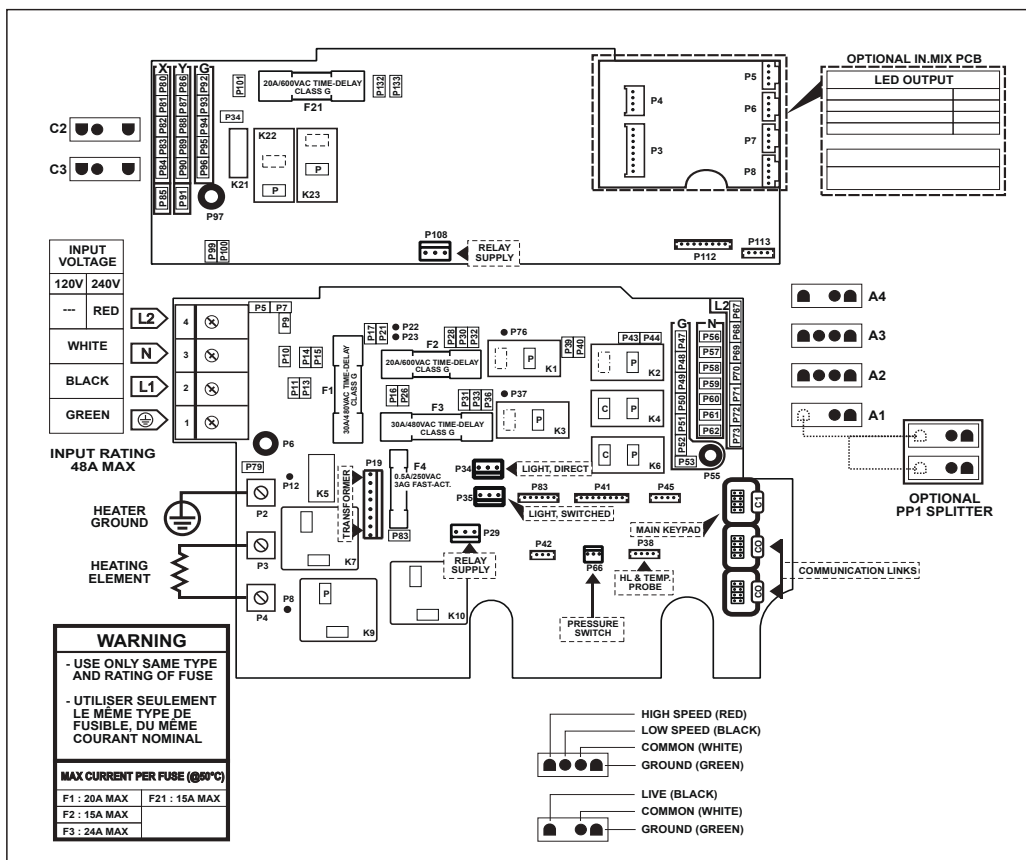 OPTIONAL IN.MIX PCB
LED OUTPUT
X Y G
P80 P81 P82 P83 P84 P85
P86 P87 P88 P89 P90 P91
P92 P93 P94 P95 P96
P97
P101
20A/600VAC TIME-DELAY
CLASS G
F21
P132
P133
P34
K21
K22
P
K23
P
C2
C3
P4
P3
P5
P6
P7
P8
P99
P100
P108
RELAY
SUPPLY
P112
P113
INPUT
VOLTAGE
120V 240V
--- RED
WHITE
BLACK
GREEN
L2
N
L1
4
3
2
1
INPUT RATING
48A MAX
P5 P7
P9
P10
P14
P15
P11
P13
P6
F1
30A/480VAC TIME-DELAY
CLASS G
P17
P21
P22
P23
F2
20A/600VAC TIME-DELAY
CLASS G
P28
P30
P32
P16
P26
F3
30A/480VAC TIME-DELAY
CLASS G
P31
P33
P36
P76
P
K1
P37
P
K3
P39
P40
P43 P44
P
K2
C P
K4
C P
K6
G
P47 P48 P49 P50 P51 P52
P53
N
P56
P57
P58
P59
P60
P61
P62
P55
L2
P67 P68 P69 P70 P71 P72 P73
A4
A3
A2
A1
OPTIONAL
PP1 SPLITTER
P79
P12
P2
P3
P4
P8
HEATER
GROUND
HEATING
ELEMENT
K5
K7
P
K9
K10
P19
TRANSFORMER
F4
0.5A/250VAC
3AG FAST-ACT.
P83
P34
LIGHT, DIRECT
P35
LIGHT, SWITCHED
P29
RELAY
SUPPLY
P83
P41
P45
P42
P66
P38
MAIN KEYPAD
HL & TEMP.
PROBE
PRESSURE
SWITCH
C1
CO
CO
COMMUNICATION LINKS
WARNING
- USE ONLY SAME TYPE
AND RATING OF FUSE
- UTILISER SEULEMENT
LE MÊME TYPE DE
FUSIBLE, DU MÊME
COURANT NOMINAL
MAX CURRENT PER FUSE (@50°C)
F1 : 20A MAX F21 : 15A MAX
F2 : 15A MAX
F3 : 24A MAX
HIGH SPEED (RED)
LOW SPEED (BLACK)
COMMON (WHITE)
GROUND (GREEN)
LIVE (BLACK)
COMMON (WHITE)
GROUND (GREEN)